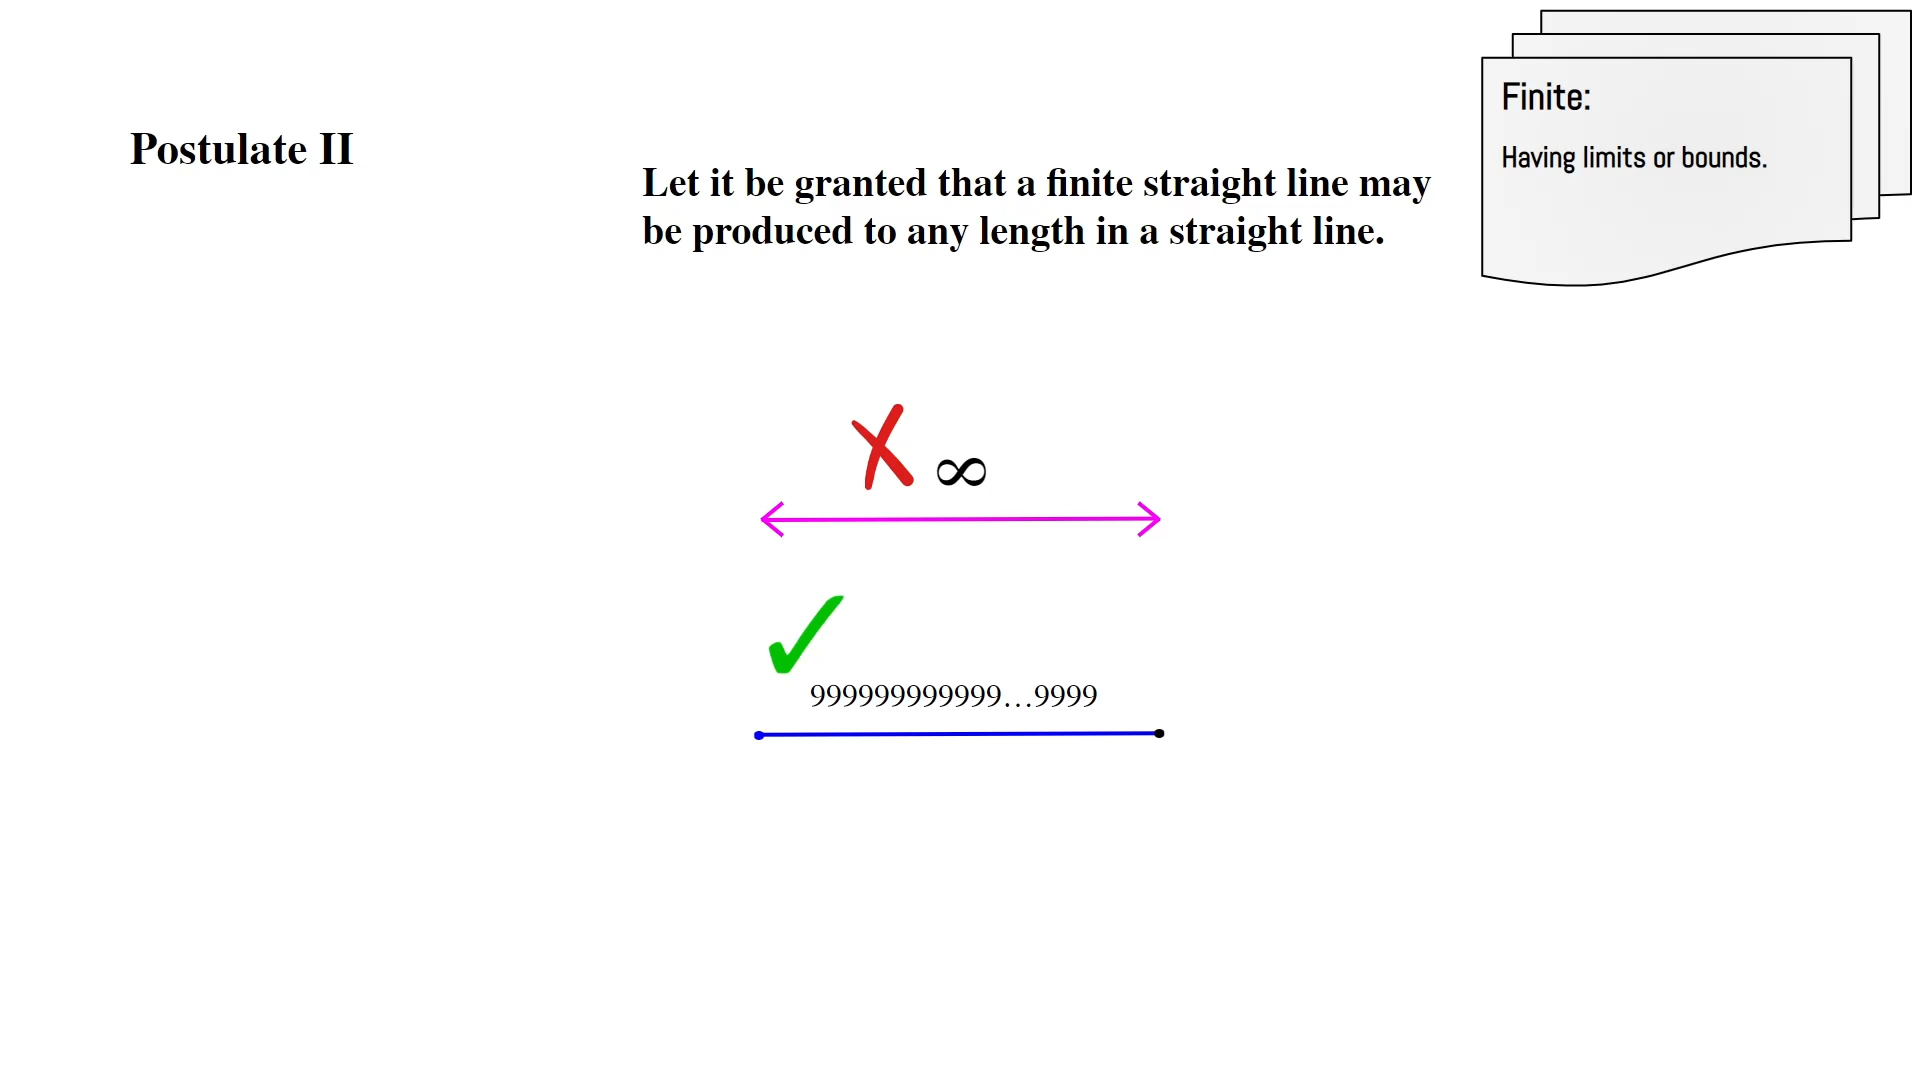 Postulate II
Let it be granted that a finite straight line may
be produced to any length in a straight line.
Finite:
Having limits or bounds.
∞
999999999999…9999